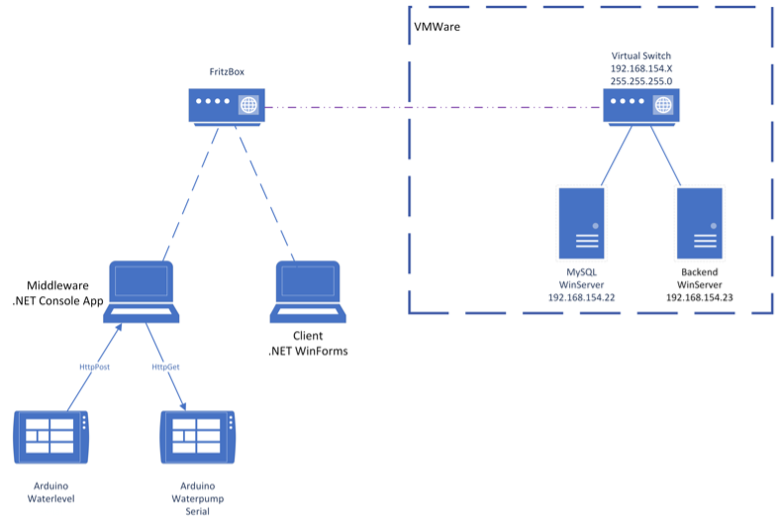 VMWare
FritzBox
Virtual Switch
192.168.154.X
255.255.255.0
MySQL
WinServer
192.168.154.22
Backend
WinServer
192.168.154.23
Middleware
.NET Console App
Client
.NET WinForms
HttpPost
HttpGet
Arduino
Waterlevel
Arduino
Waterpump
Serial